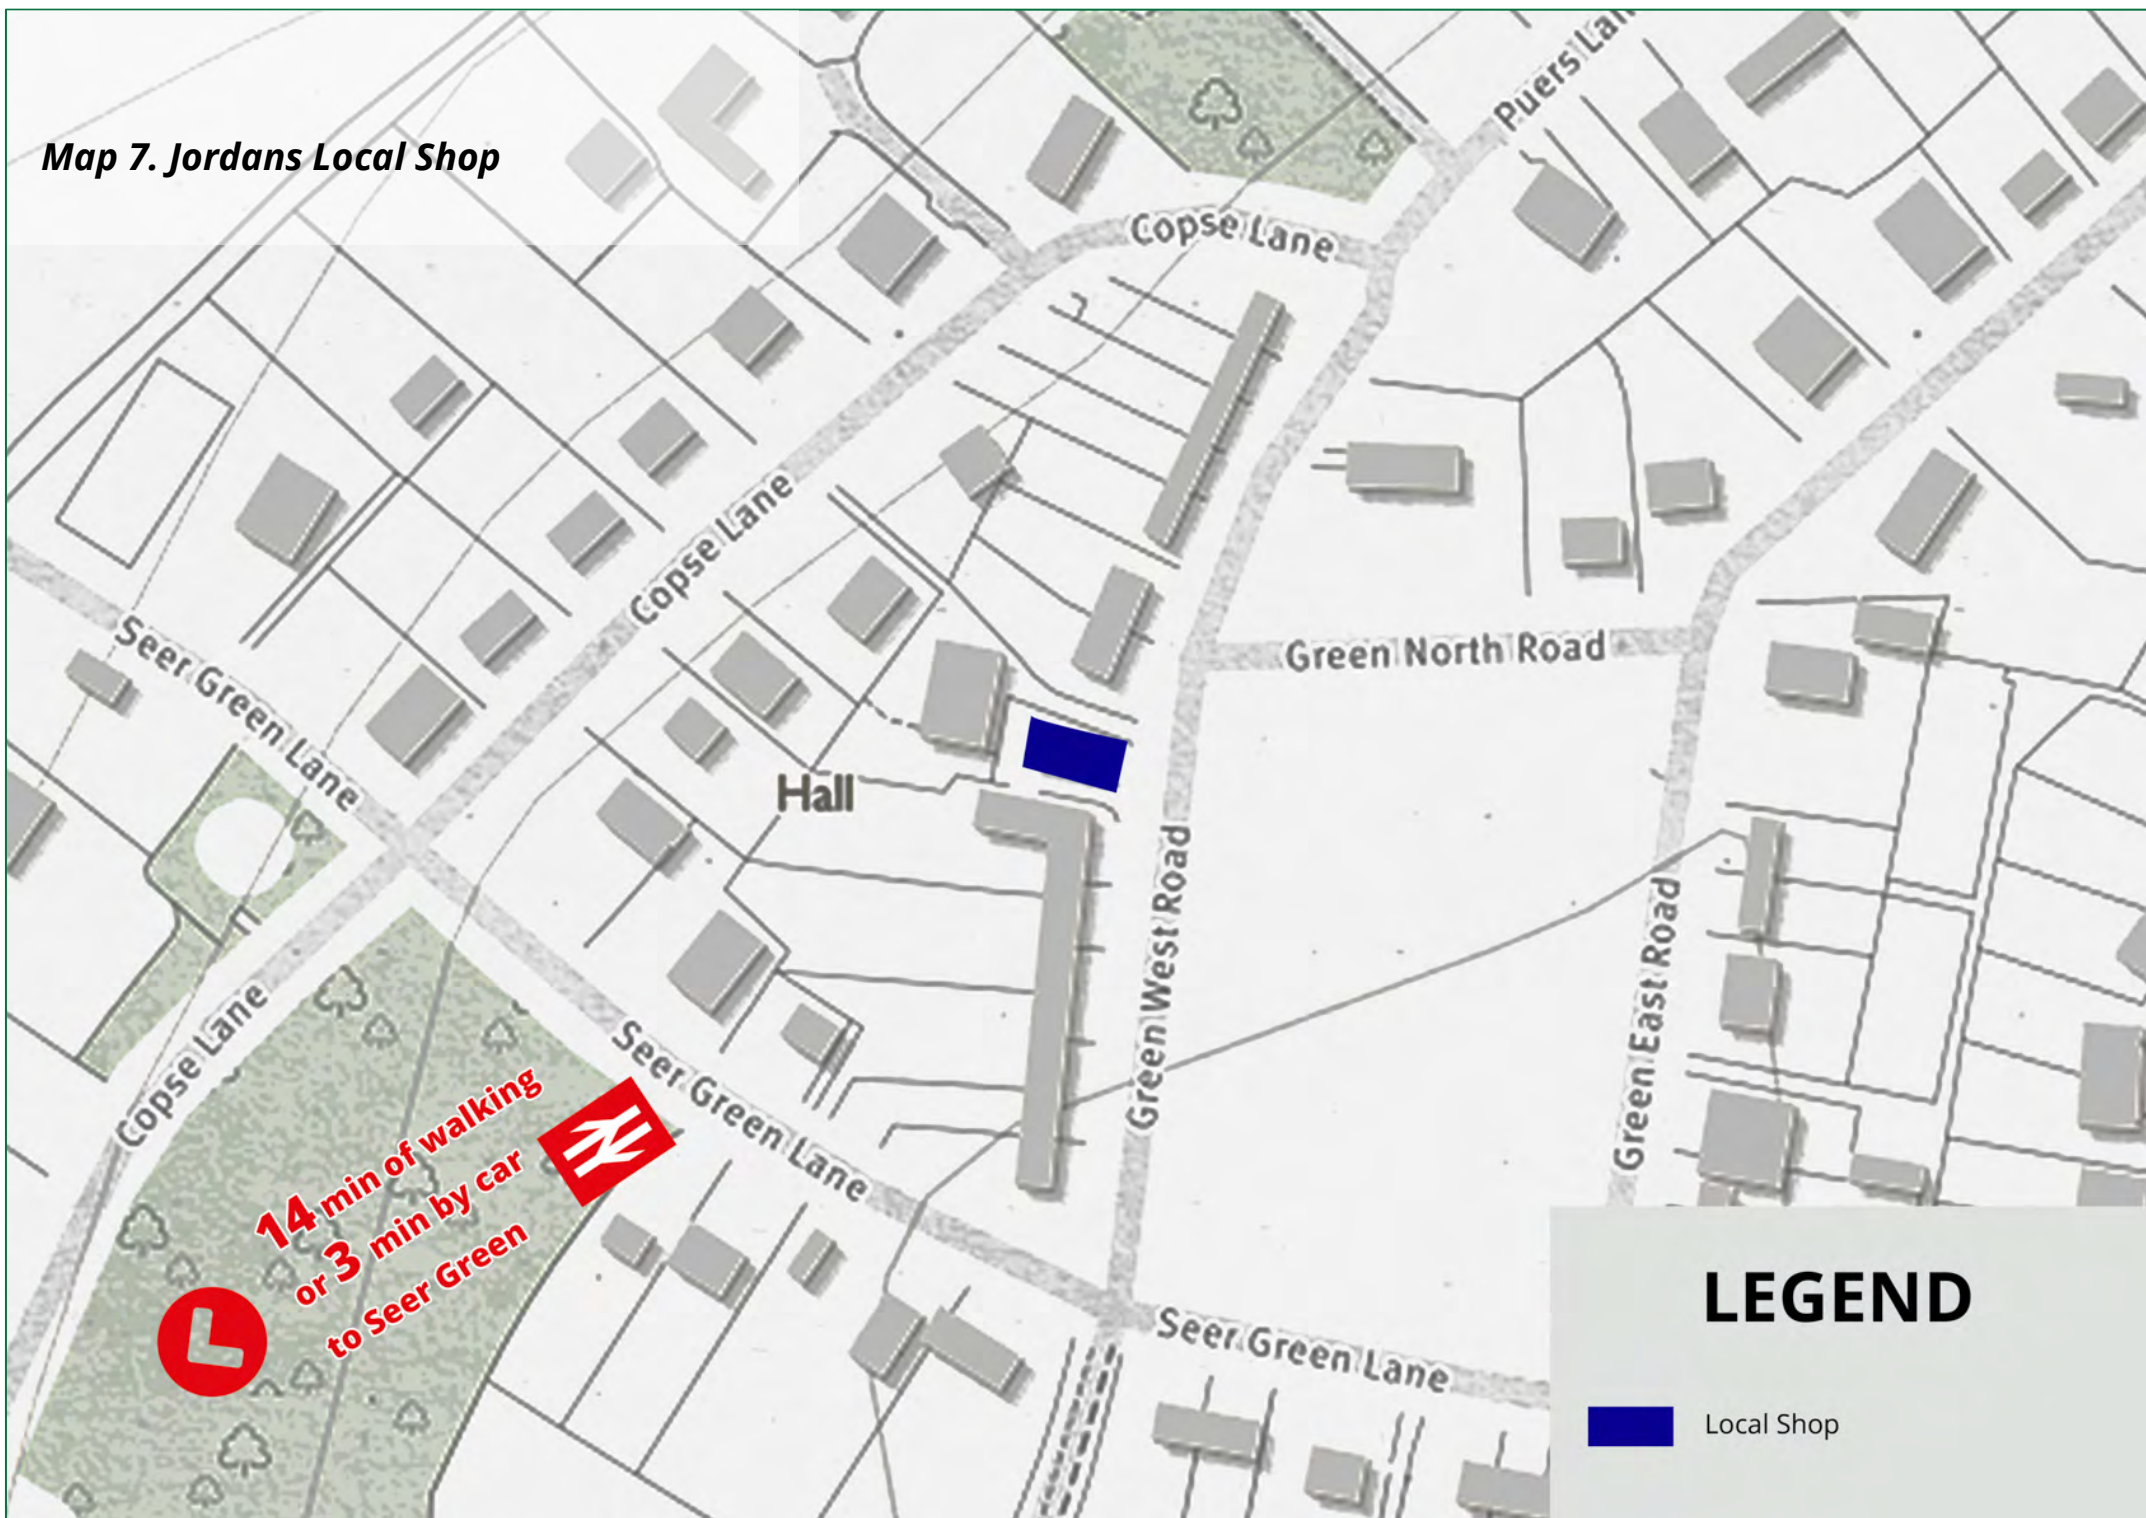 Map 7. Jordans Local Shop
Puers Lan
Copse Lane
Copse Lane
Green North Road
Seer Green Lane
Hall
Green West Road
Green East Road
Copse Lane
Seer Green Lane
14 min of walking
or 3 min by car
to Seer Green
Seer Green Lane
LEGEND
Local Shop